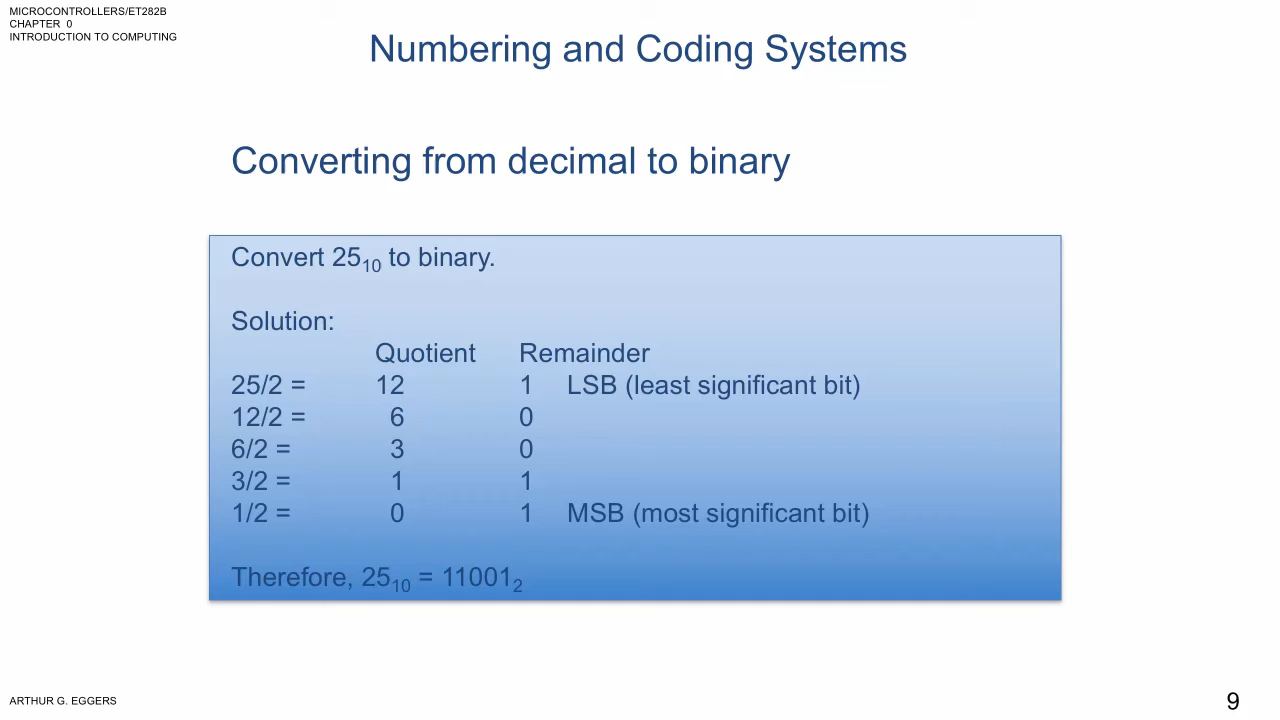 MICROCONTROLLERS/ET282B
CHAPTER 0
INTRODUCTION TO COMPUTING
Numbering and Coding Systems
Converting from decimal to binary
Convert 25₁₀ to binary.
Solution:
Quotient Remainder
25/2 = 12 1 LSB (least significant bit)
12/2 = 6 0
6/2 = 3 0
3/2 = 1 1
1/2 = 0 1 MSB (most significant bit)
Therefore, 25₁₀ = 11001₂
ARTHUR G. EGGERS
9